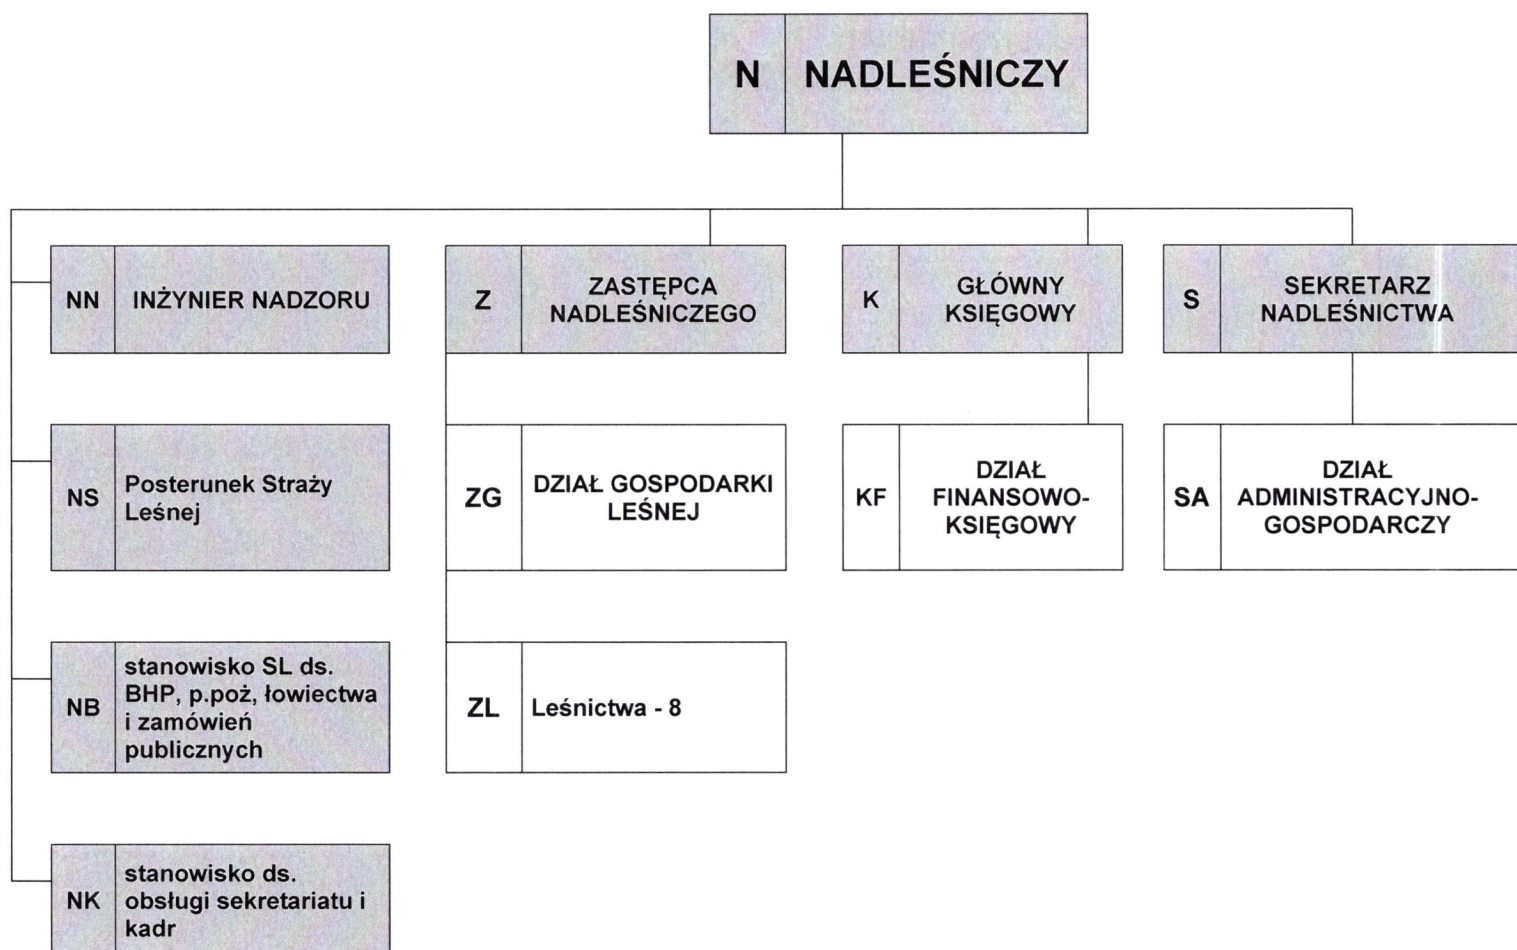 N NADLEŚNICZY
NN INŻYNIER NADZORU
Z ZASTĘPCA
NADLEŚNICZEGO
K GŁÓWNY
KSIĘGOWY
S SEKRETARZ
NADLEŚNICTWA
NS Posterunek Straży
Leśnej
ZG DZIAŁ GOSPODARKI
LEŚNEJ
KF DZIAŁ
FINANSOWO-
KSIĘGOWY
SA DZIAŁ
ADMINISTRACYJNO-
GOSPODARCZY
NB stanowisko SL ds.
BHP, p.poż, łowiectwa
i zamówień
publicznych
ZL Leśnictwa - 8
NK stanowisko ds.
obsługi sekretariatu i
kadr